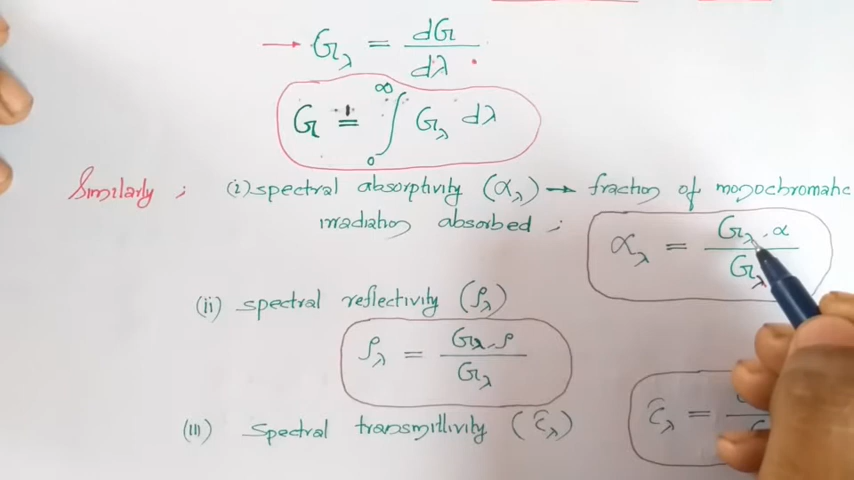 → Gλ = dG / dλ
G = ∫₀^∞ Gλ dλ
Similarly ; (i) spectral absorptivity (αλ) → fraction of monochromatic
irradiation absorbed ; αλ = Gλ.α / Gλ
(ii) spectral reflectivity (ρλ)
ρλ = Gλ.ρ / Gλ
(iii) Spectral transmittivity (τλ) τλ =